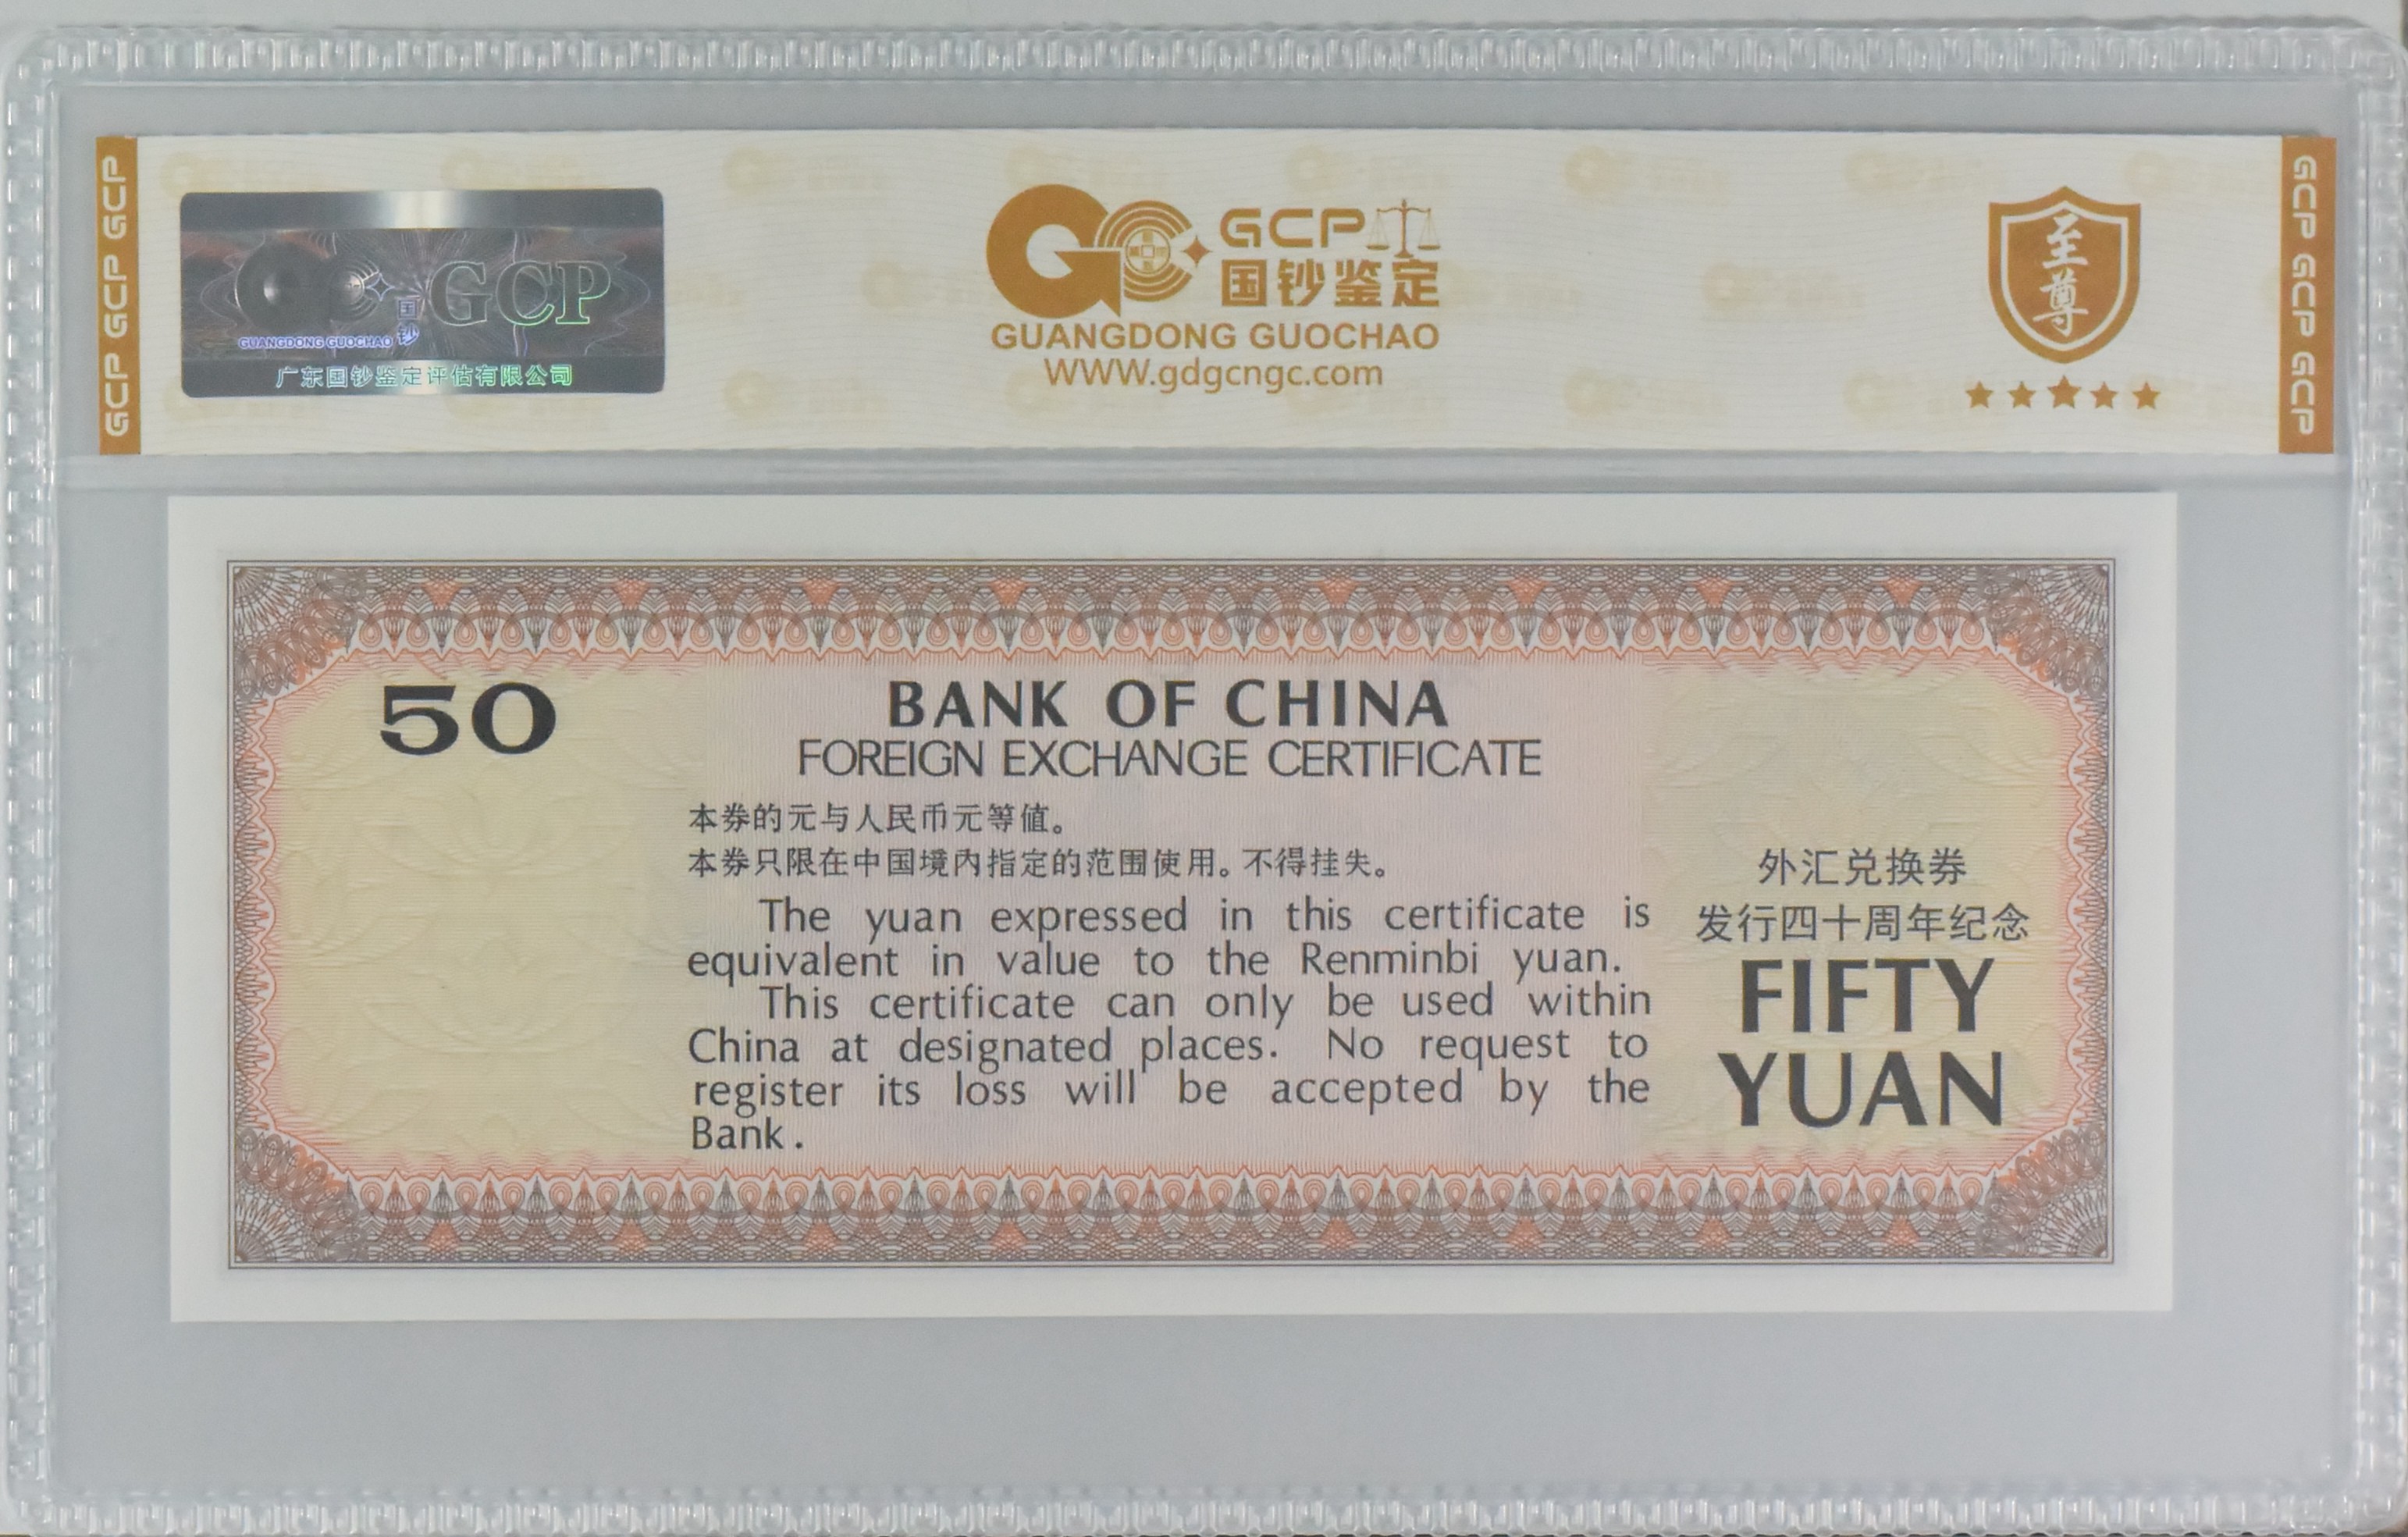 GCP GCP GCP
GCP
国钞
GUANGDONG GUOCHAO
广东国钞鉴定评估有限公司
GCP
国钞鉴定
GUANGDONG GUOCHAO
WWW.gdgcngc.com
至尊
GCP GCP GCP
50
BANK OF CHINA
FOREIGN EXCHANGE CERTIFICATE
本券的元与人民币元等值。
本券只限在中国境内指定的范围使用。不得挂失。
The yuan expressed in this certificate is
equivalent in value to the Renminbi yuan.
This certificate can only be used within
China at designated places. No request to
register its loss will be accepted by the
Bank.
外汇兑换券
发行四十周年纪念
FIFTY
YUAN